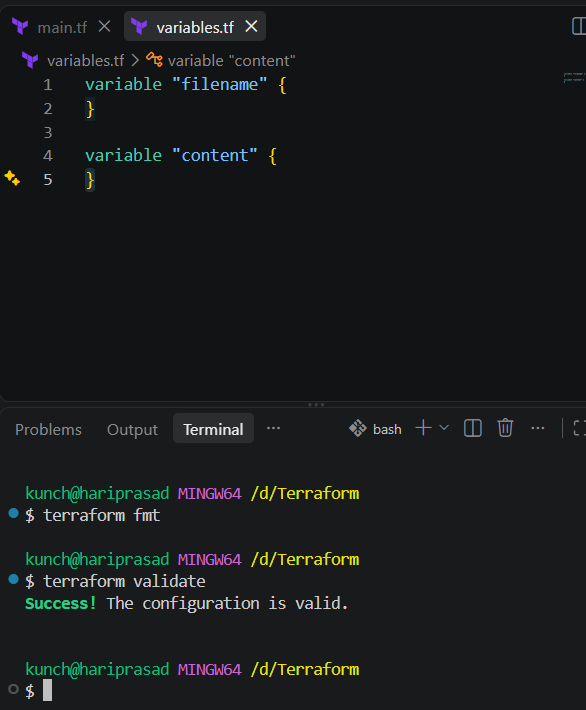 main.tf variables.tf
variables.tf > variable "content"
1 variable "filename" {
2 }
3
4 variable "content" {
5 }
Problems Output Terminal ... bash
kunch@hariprasad MINGW64 /d/Terraform
$ terraform fmt
kunch@hariprasad MINGW64 /d/Terraform
$ terraform validate
Success! The configuration is valid.
kunch@hariprasad MINGW64 /d/Terraform
$